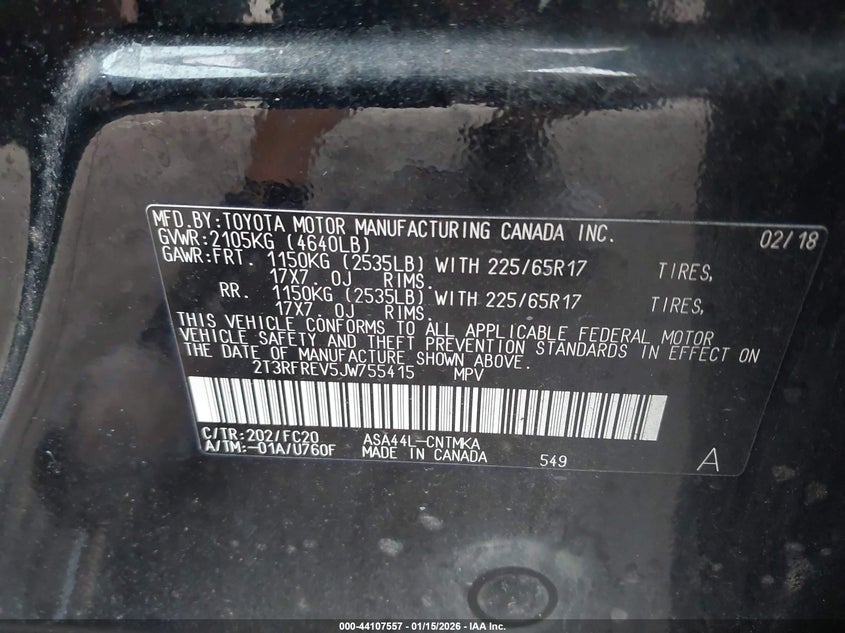 MFD.BY:TOYOTA MOTOR MANUFACTURING CANADA INC. 02/18
GVWR:2105KG (4640LB)
GAWR:FRT. 1150KG (2535LB) WITH 225/65R17 TIRES,
17X7. 0J RIMS.
RR. 1150KG (2535LB) WITH 225/65R17 TIRES,
17X7. 0J RIMS.
THIS VEHICLE CONFORMS TO ALL APPLICABLE FEDERAL MOTOR
VEHICLE SAFETY AND THEFT PREVENTION STANDARDS IN EFFECT ON
THE DATE OF MANUFACTURE SHOWN ABOVE.
2T3RFREV5JW755415 MPV
C/TR:202/FC20 ASA44L-CNTMKA
A/TM:-01A/U760F MADE IN CANADA 549 A
000-44107557 - 01/15/2026 - IAA Inc.